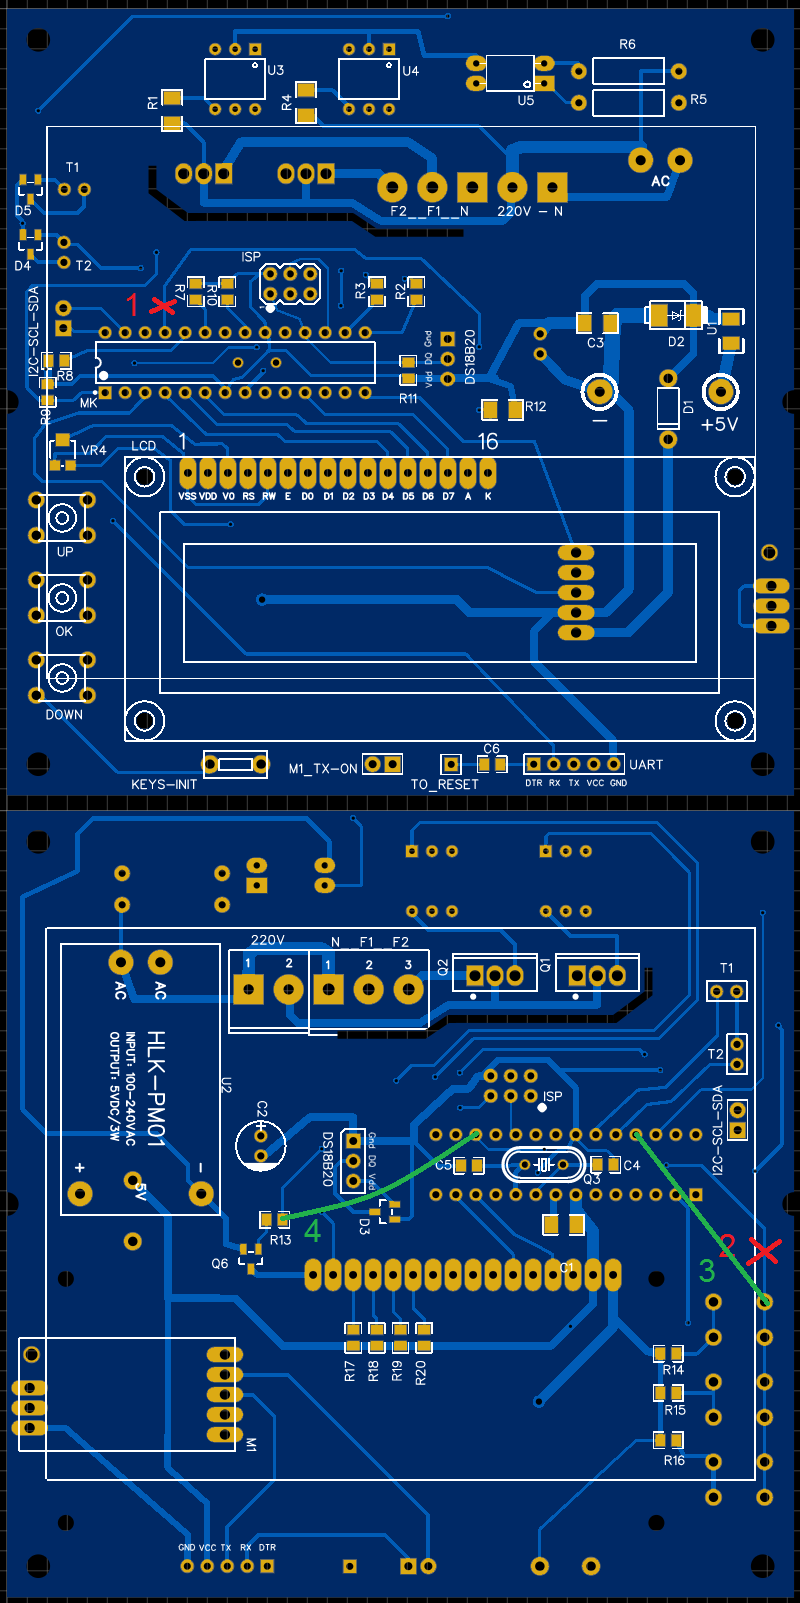 R6
U3
U4
U5
R1
R4
R5
T1
AC
D5
F2__F1__N
220V - N
D4
T2
ISP
I2C-SCL-SDA
1
R7
R10
R3
R2
1
Vdd DQ Gnd
DS18B20
C3
D2
U1
R8
R9
MK
R11
R12
D1
−
+5V
VR4
LCD
1
16
VSS VDD V0 RS RW E D0 D1 D2 D3 D4 D5 D6 D7 A K
UP
OK
DOWN
KEYS-INIT
M1_TX-ON
TO_RESET
C6
UART
DTR RX TX VCC GND
220V
N__F1__F2
1 2 1 2 3
Q2
Q1
T1
AC AC
T2
HLK-PM01
INPUT: 100-240VAC
OUTPUT: 5VDC/3W
U2
C2
+
ISP
I2C-SCL-SDA
DS18B20
Gnd DQ Vdd
C5
Q3
C4
+
5V
−
R13
4
D3
Q6
C1
2
3
R17
R18
R19
R20
R14
R15
R16
M1
GND VCC TX RX DTR